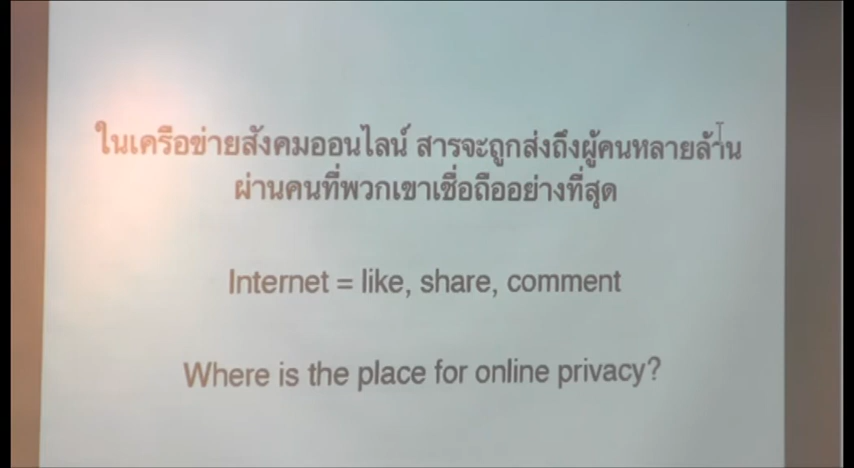 ในเครือข่ายสังคมออนไลน์ สารจะถูกส่งถึงผู้คนหลายล้าน
ผ่านคนที่พวกเขาเชื่อถืออย่างที่สุด
Internet = like, share, comment
Where is the place for online privacy?